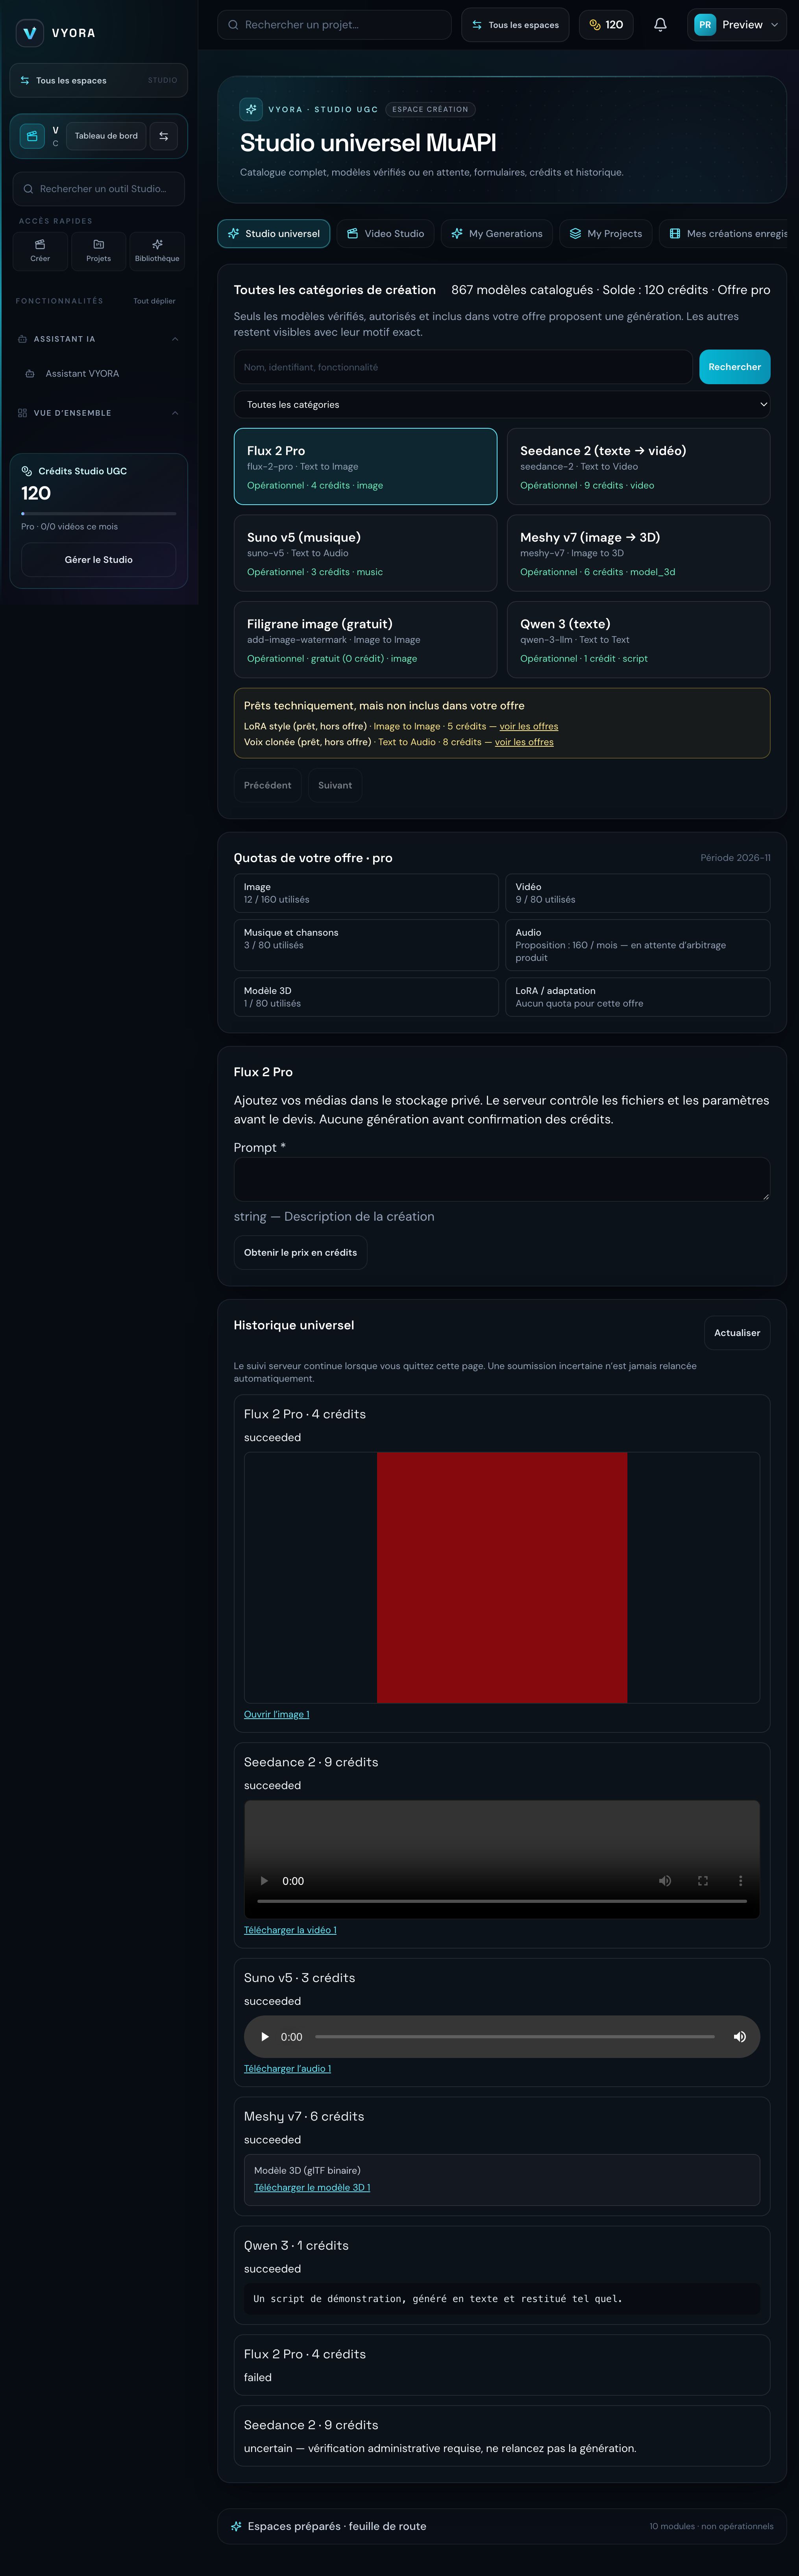 VYORA
Tous les espaces STUDIO
V
C
Tableau de bord
Rechercher un outil Studio...
ACCÈS RAPIDES
Créer
Projets
Bibliothèque
FONCTIONNALITÉS Tout déplier
ASSISTANT IA
Assistant VYORA
VUE D'ENSEMBLE
Crédits Studio UGC
120
Pro · 0/0 vidéos ce mois
Gérer le Studio
Rechercher un projet...
Tous les espaces
120
PR Preview
VYORA · STUDIO UGC ESPACE CRÉATION
Studio universel MuAPI
Catalogue complet, modèles vérifiés ou en attente, formulaires, crédits et historique.
Studio universel
Video Studio
My Generations
My Projects
Mes créations enregis
Toutes les catégories de création 867 modèles catalogués · Solde : 120 crédits · Offre pro
Seuls les modèles vérifiés, autorisés et inclus dans votre offre proposent une génération. Les autres
restent visibles avec leur motif exact.
Nom, identifiant, fonctionnalité
Rechercher
Toutes les catégories
Flux 2 Pro
flux-2-pro · Text to Image
Opérationnel · 4 crédits · image
Seedance 2 (texte → vidéo)
seedance-2 · Text to Video
Opérationnel · 9 crédits · video
Suno v5 (musique)
suno-v5 · Text to Audio
Opérationnel · 3 crédits · music
Meshy v7 (image → 3D)
meshy-v7 · Image to 3D
Opérationnel · 6 crédits · model_3d
Filigrane image (gratuit)
add-image-watermark · Image to Image
Opérationnel · gratuit (0 crédit) · image
Qwen 3 (texte)
qwen-3-llm · Text to Text
Opérationnel · 1 crédit · script
Prêts techniquement, mais non inclus dans votre offre
LoRA style (prêt, hors offre) · Image to Image · 5 crédits — voir les offres
Voix clonée (prêt, hors offre) · Text to Audio · 8 crédits — voir les offres
Précédent
Suivant
Quotas de votre offre · pro Période 2026-11
Image
12 / 160 utilisés
Vidéo
9 / 80 utilisés
Musique et chansons
3 / 80 utilisés
Audio
Proposition : 160 / mois — en attente d'arbitrage
produit
Modèle 3D
1 / 80 utilisés
LoRA / adaptation
Aucun quota pour cette offre
Flux 2 Pro
Ajoutez vos médias dans le stockage privé. Le serveur contrôle les fichiers et les paramètres
avant le devis. Aucune génération avant confirmation des crédits.
Prompt *
string — Description de la création
Obtenir le prix en crédits
Historique universel
Actualiser
Le suivi serveur continue lorsque vous quittez cette page. Une soumission incertaine n'est jamais relancée
automatiquement.
Flux 2 Pro · 4 crédits
succeeded
Ouvrir l'image 1
Seedance 2 · 9 crédits
succeeded
0:00
Télécharger la vidéo 1
Suno v5 · 3 crédits
succeeded
0:00
Télécharger l'audio 1
Meshy v7 · 6 crédits
succeeded
Modèle 3D (glTF binaire)
Télécharger le modèle 3D 1
Qwen 3 · 1 crédits
succeeded
Un script de démonstration, généré en texte et restitué tel quel.
Flux 2 Pro · 4 crédits
failed
Seedance 2 · 9 crédits
uncertain — vérification administrative requise, ne relancez pas la génération.
Espaces préparés · feuille de route 10 modules · non opérationnels